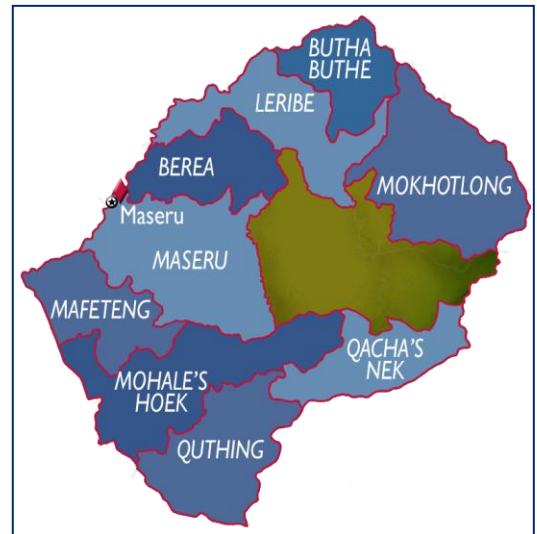 BUTHA
BUTHE
LERIBE
BEREA
MOKHOTLONG
Maseru
MASERU
MAFETENG
QACHA'S
NEK
MOHALE'S
HOEK
QUTHING